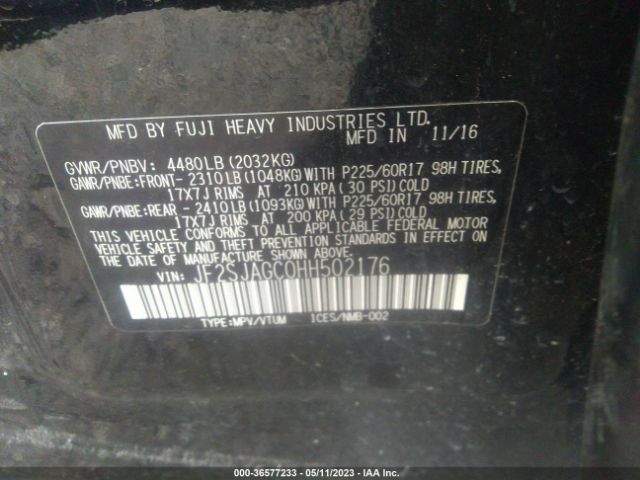 MFD BY FUJI HEAVY INDUSTRIES LTD.
MFD IN 11/16
GVWR/PNBV: 4480LB (2032KG)
GAWR/PNBE:FRONT- 2310LB (1048KG) WITH P225/60R17 98H TIRES,
17X7J RIMS AT 210 KPA ( 30 PSI) COLD
GAWR/PNBE:REAR - 2410LB (1093KG) WITH P225/60R17 98H TIRES,
17X7J RIMS AT 200 KPA ( 29 PSI) COLD
THIS VEHICLE CONFORMS TO ALL APPLICABLE FEDERAL MOTOR
VEHICLE SAFETY AND THEFT PREVENTION STANDARDS IN EFFECT ON
THE DATE OF MANUFACTURE SHOWN ABOVE.
VIN: JF2SJAGC0HH502176
TYPE:MPV/VTUM ICES/NMB-002
000-36577233 - 05/11/2023 - IAA Inc.